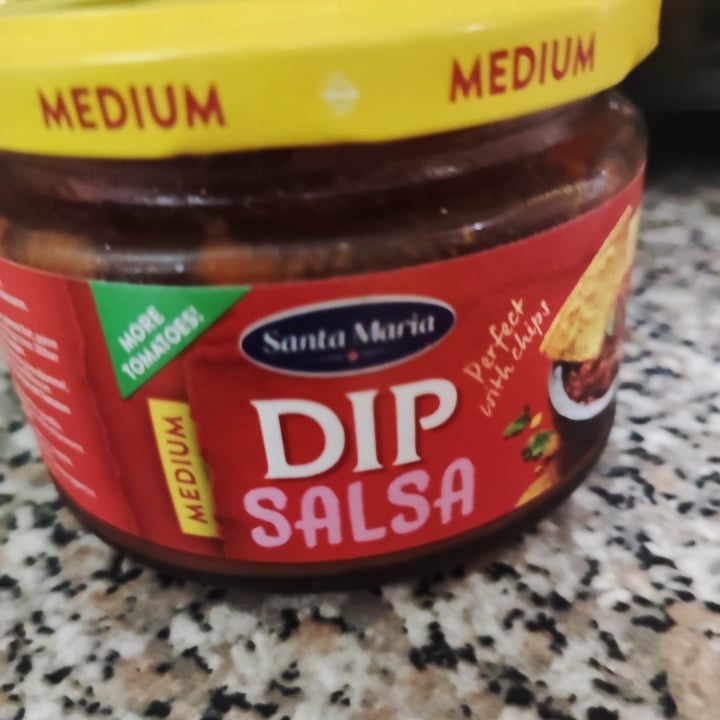 MEDIUM MEDIUM
MORE
TOMATOES!
Santa Maria
Perfect
with chips
DIP
SALSA
MEDIUM